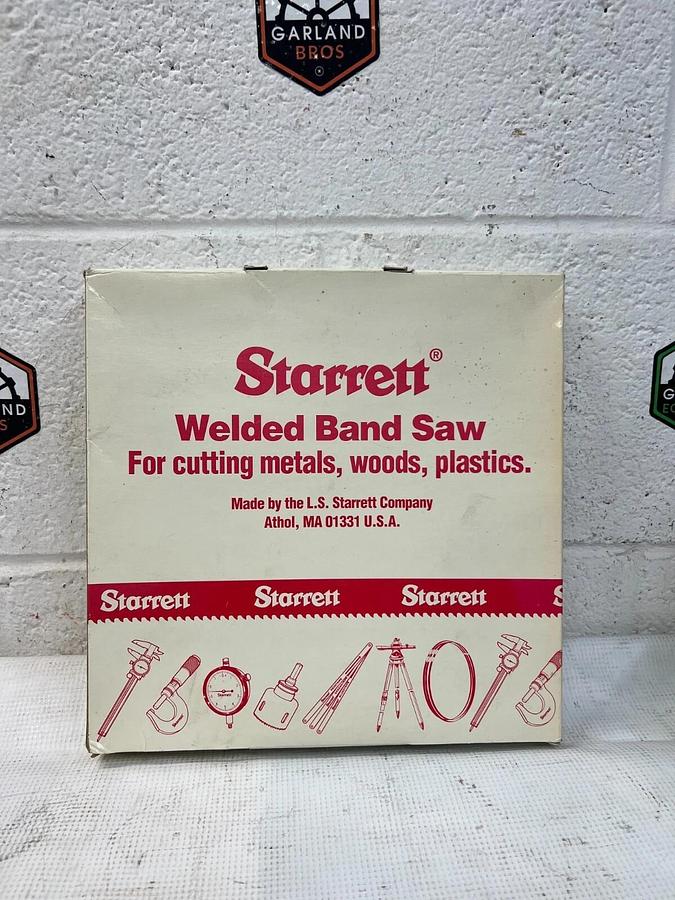 GARLAND
BROS
Starrett®
Welded Band Saw
For cutting metals, woods, plastics.
Made by the L.S. Starrett Company
Athol, MA 01331 U.S.A.
Starrett Starrett Starrett S
Starrett